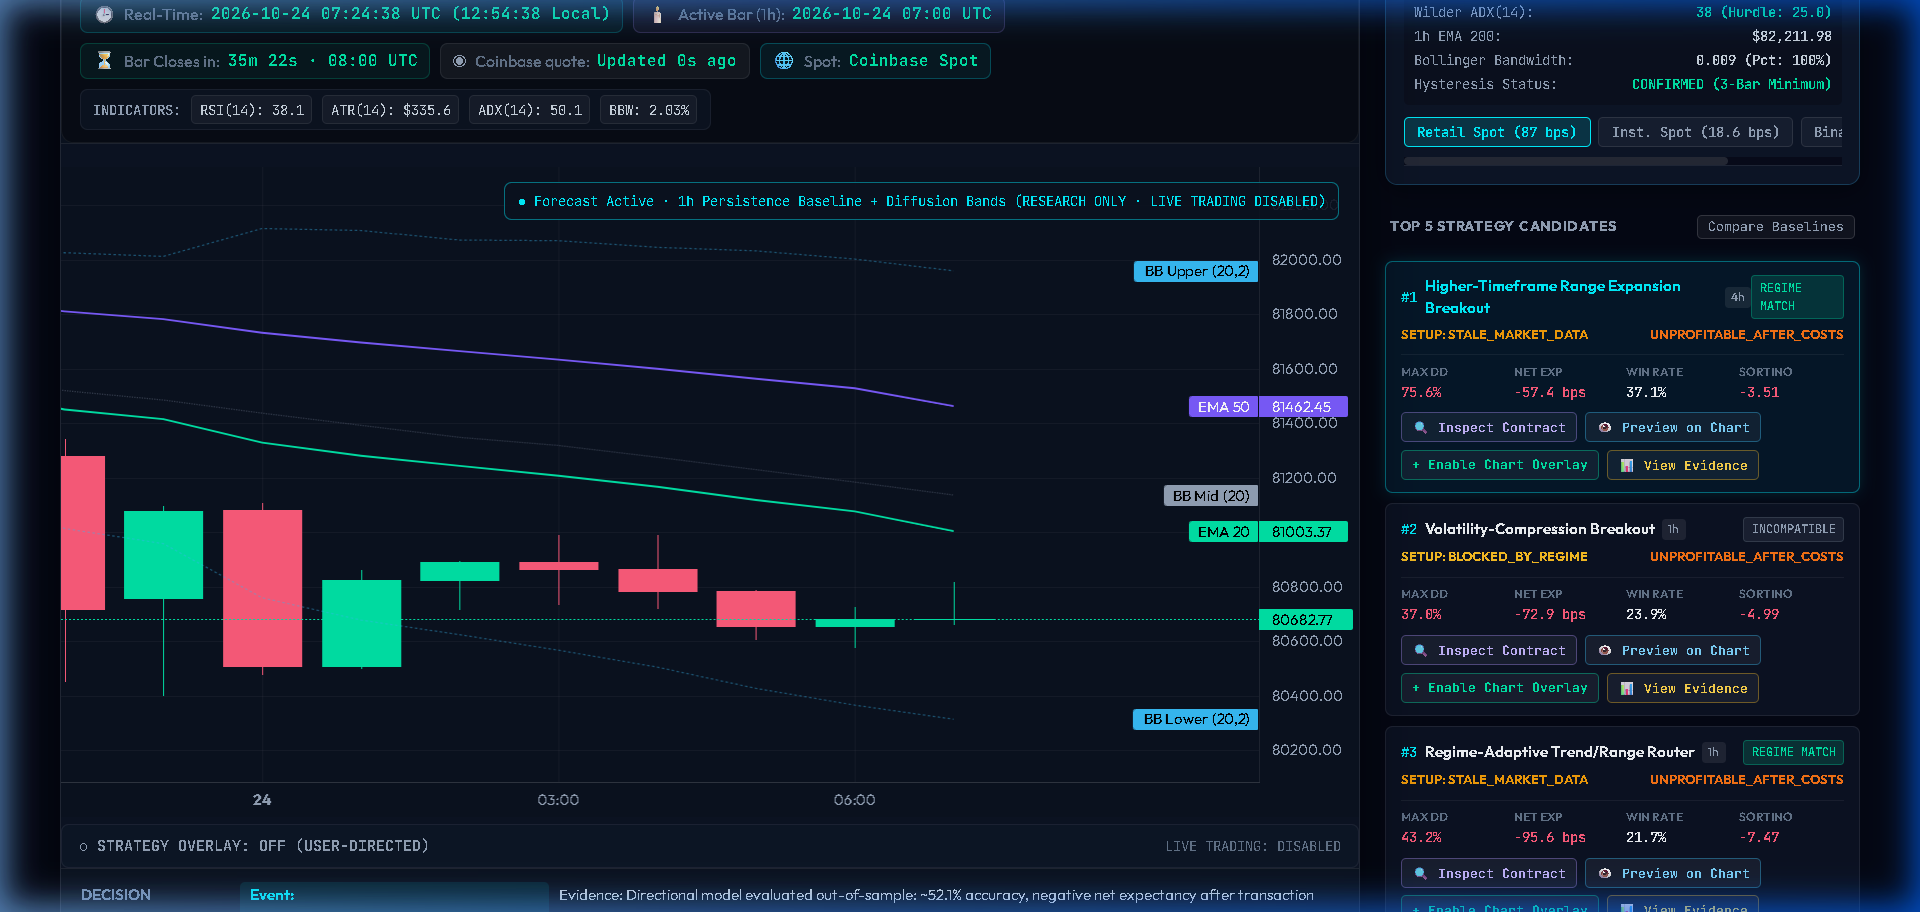 Real-Time: 2026-10-24 07:24:38 UTC (12:54:38 Local)
Active Bar (1h): 2026-10-24 07:00 UTC
Bar Closes in: 35m 22s · 08:00 UTC
Coinbase quote: Updated 0s ago
Spot: Coinbase Spot
INDICATORS: RSI(14): 38.1 ATR(14): $335.6 ADX(14): 50.1 BBW: 2.03%
Forecast Active · 1h Persistence Baseline + Diffusion Bands (RESEARCH ONLY · LIVE TRADING DISABLED)
82000.00
BB Upper (20,2)
81800.00
81600.00
EMA 50 81462.45
81400.00
81200.00
BB Mid (20)
EMA 20 81003.37
80800.00
80682.77
80600.00
80400.00
BB Lower (20,2)
80200.00
24 03:00 06:00
STRATEGY OVERLAY: OFF (USER-DIRECTED)
LIVE TRADING: DISABLED
DECISION
Event:
Evidence: Directional model evaluated out-of-sample: ~52.1% accuracy, negative net expectancy after transaction
Wilder ADX(14): 38 (Hurdle: 25.0)
1h EMA 200: $82,211.98
Bollinger Bandwidth: 0.009 (Pct: 100%)
Hysteresis Status: CONFIRMED (3-Bar Minimum)
Retail Spot (87 bps) Inst. Spot (18.6 bps) Bina
TOP 5 STRATEGY CANDIDATES Compare Baselines
#1 Higher-Timeframe Range Expansion Breakout 4h REGIME MATCH
SETUP: STALE_MARKET_DATA UNPROFITABLE_AFTER_COSTS
MAX DD NET EXP WIN RATE SORTINO
75.6% -57.4 bps 37.1% -3.51
Inspect Contract Preview on Chart
+ Enable Chart Overlay View Evidence
#2 Volatility-Compression Breakout 1h INCOMPATIBLE
SETUP: BLOCKED_BY_REGIME UNPROFITABLE_AFTER_COSTS
MAX DD NET EXP WIN RATE SORTINO
37.0% -72.9 bps 23.9% -4.99
Inspect Contract Preview on Chart
+ Enable Chart Overlay View Evidence
#3 Regime-Adaptive Trend/Range Router 1h REGIME MATCH
SETUP: STALE_MARKET_DATA UNPROFITABLE_AFTER_COSTS
MAX DD NET EXP WIN RATE SORTINO
43.2% -95.6 bps 21.7% -7.47
Inspect Contract Preview on Chart
+ Enable Chart Overlay View Evidence